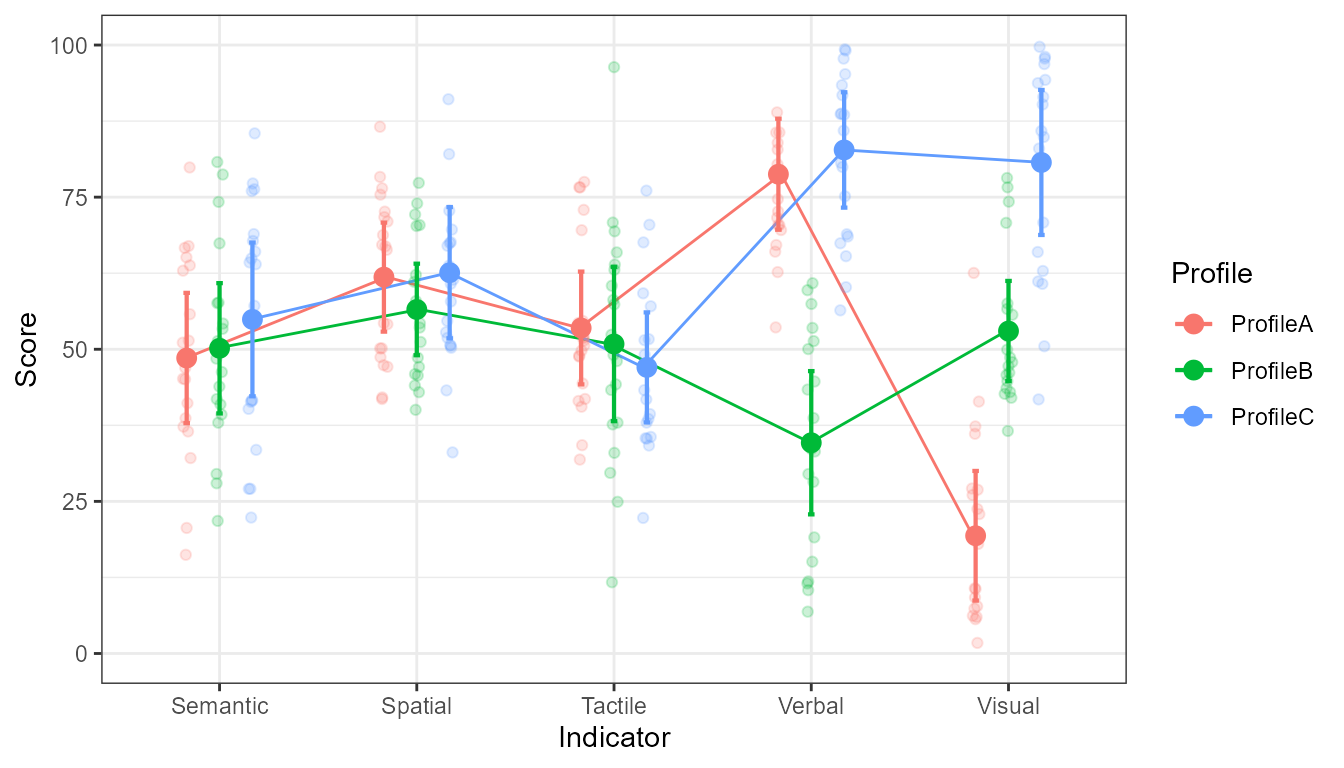 100
75
50
25
0
Score
Semantic
Spatial
Tactile
Verbal
Visual
Indicator
Profile
ProfileA
ProfileB
ProfileC